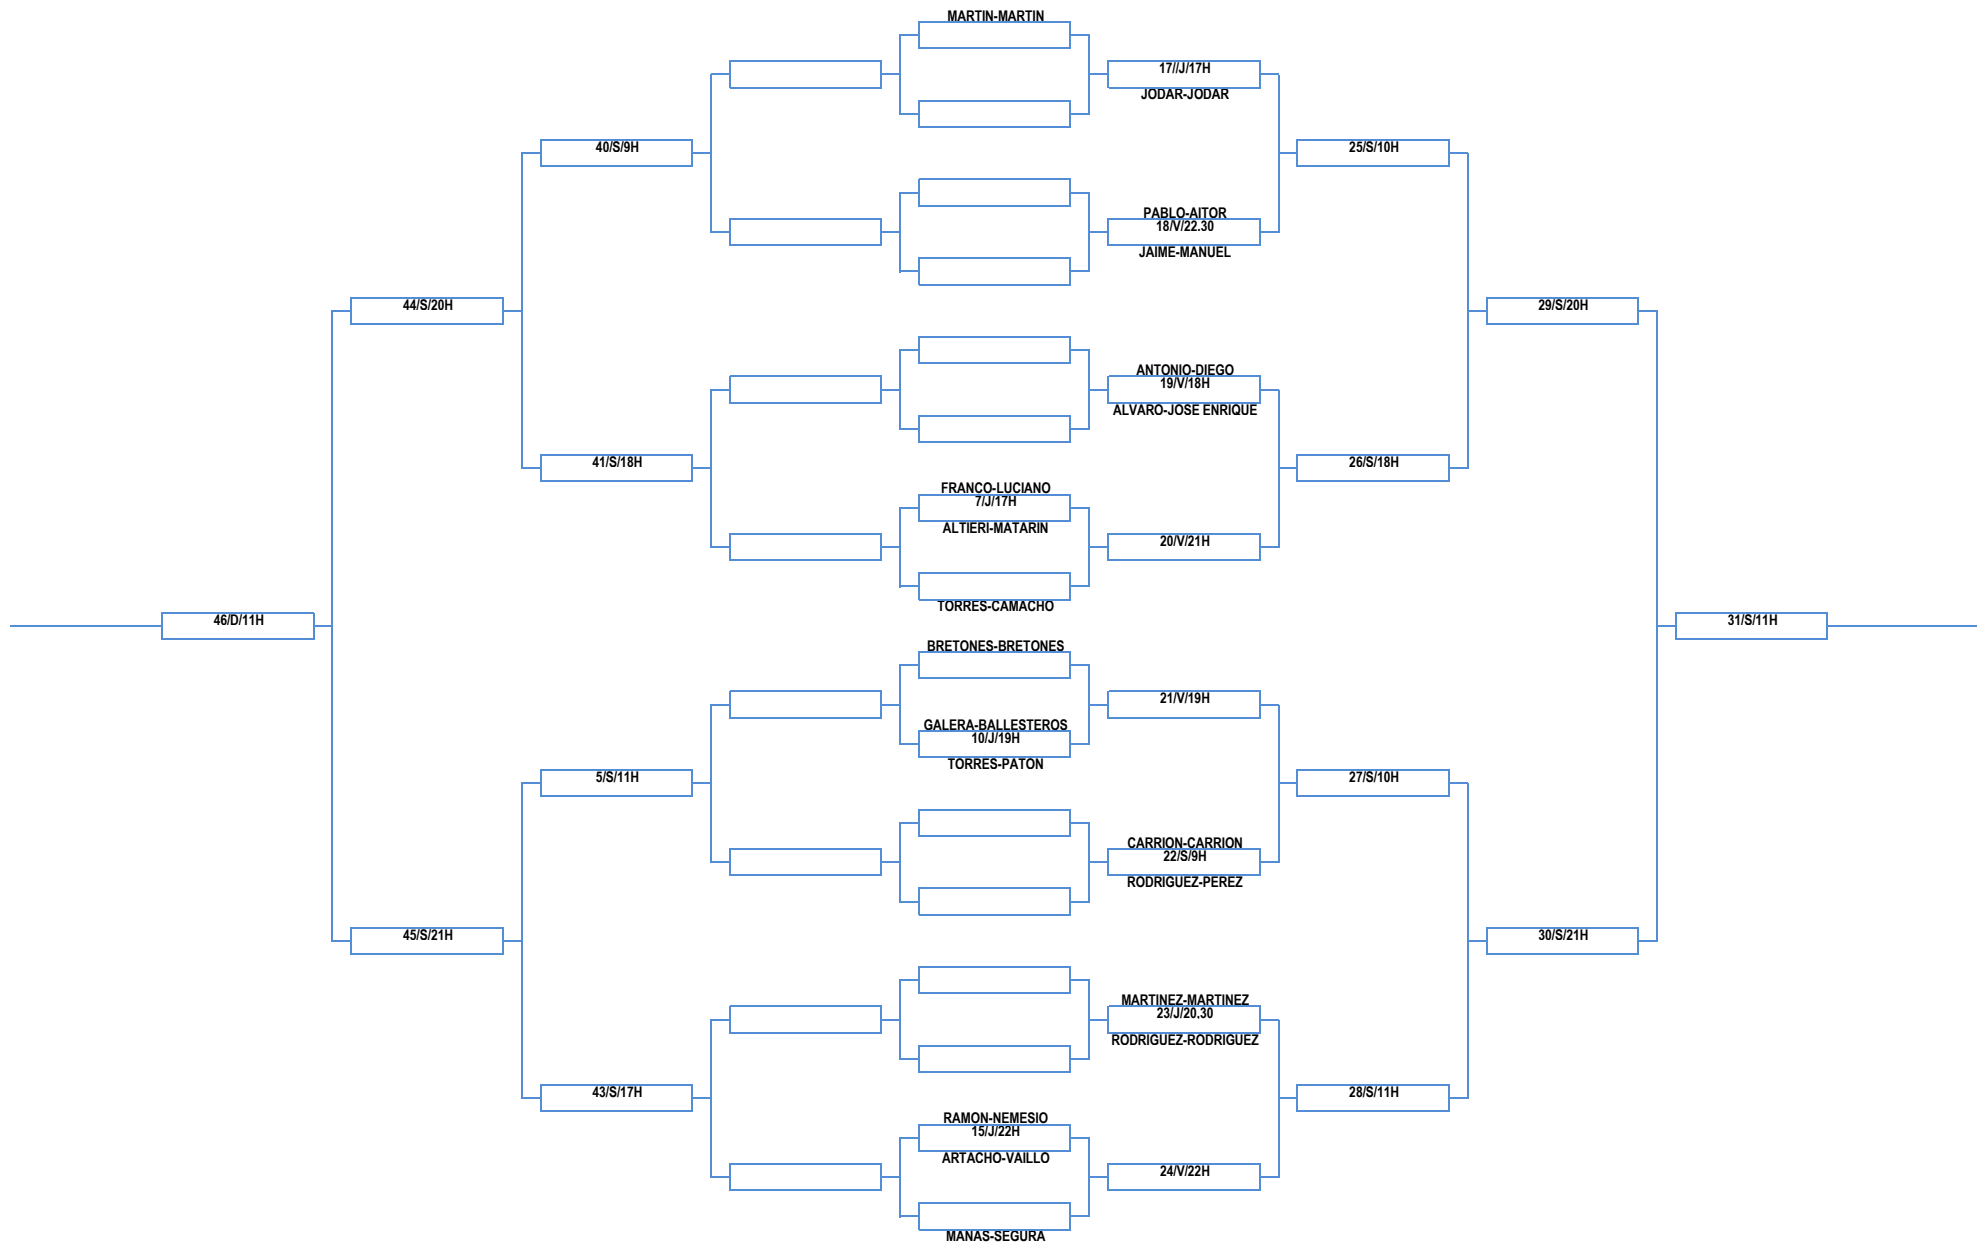 MARTIN-MARTIN
17//J/17H
JODAR-JODAR
40/S/9H
25/S/10H
PABLO-AITOR
18/V/22.30
JAIME-MANUEL
44/S/20H
29/S/20H
ANTONIO-DIEGO
19/V/18H
ALVARO-JOSE ENRIQUE
41/S/18H
26/S/18H
FRANCO-LUCIANO
7/J/17H
ALTIERI-MATARIN
20/V/21H
TORRES-CAMACHO
46/D/11H
31/S/11H
BRETONES-BRETONES
21/V/19H
GALERA-BALLESTEROS
10/J/19H
TORRES-PATON
5/S/11H
27/S/10H
CARRION-CARRION
22/S/9H
RODRIGUEZ-PEREZ
45/S/21H
30/S/21H
MARTINEZ-MARTINEZ
23/J/20,30
RODRIGUEZ-RODRIGUEZ
43/S/17H
28/S/11H
RAMON-NEMESIO
15/J/22H
ARTACHO-VAILLO
24/V/22H
MANAS-SEGURA